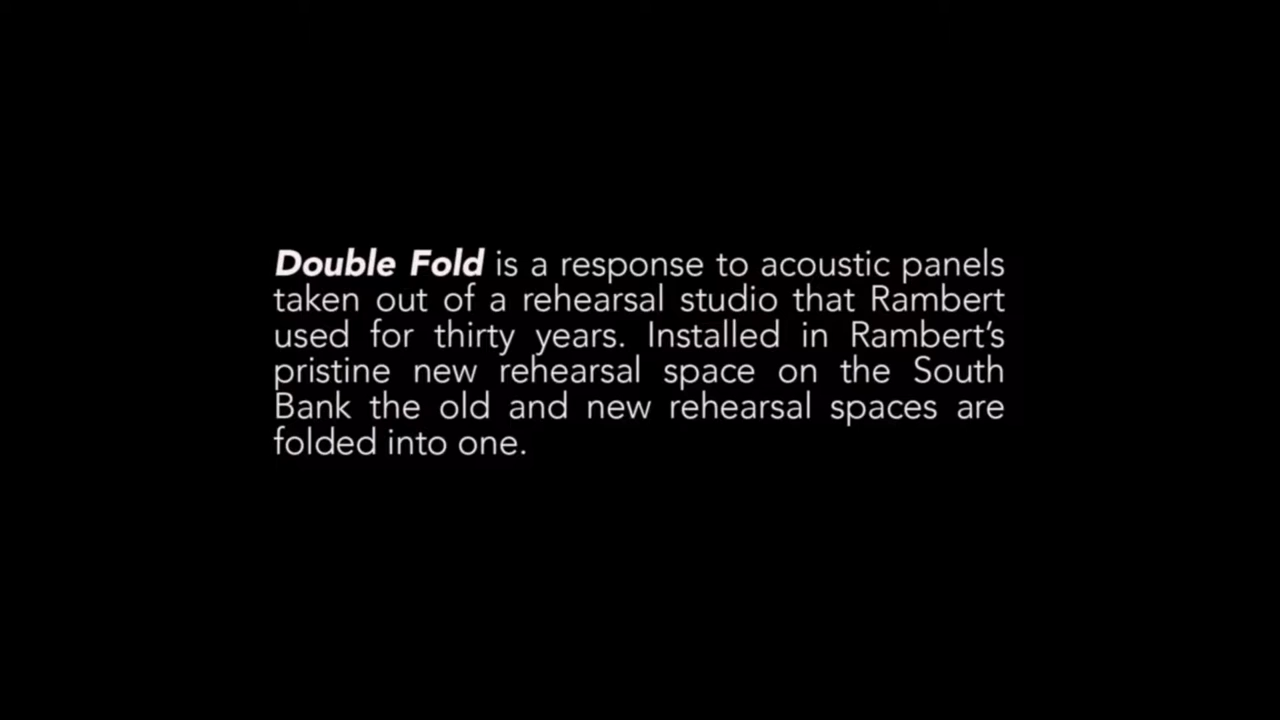 Double Fold is a response to acoustic panels
taken out of a rehearsal studio that Rambert
used for thirty years. Installed in Rambert’s
pristine new rehearsal space on the South
Bank the old and new rehearsal spaces are
folded into one.